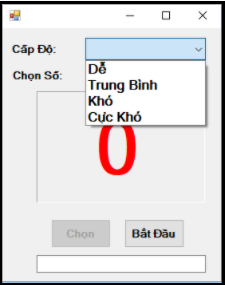 Cấp Độ:
Dễ
Chọn Số:
Trung Bình
Khó
Cực Khó
0
Chọn
Bắt Đầu